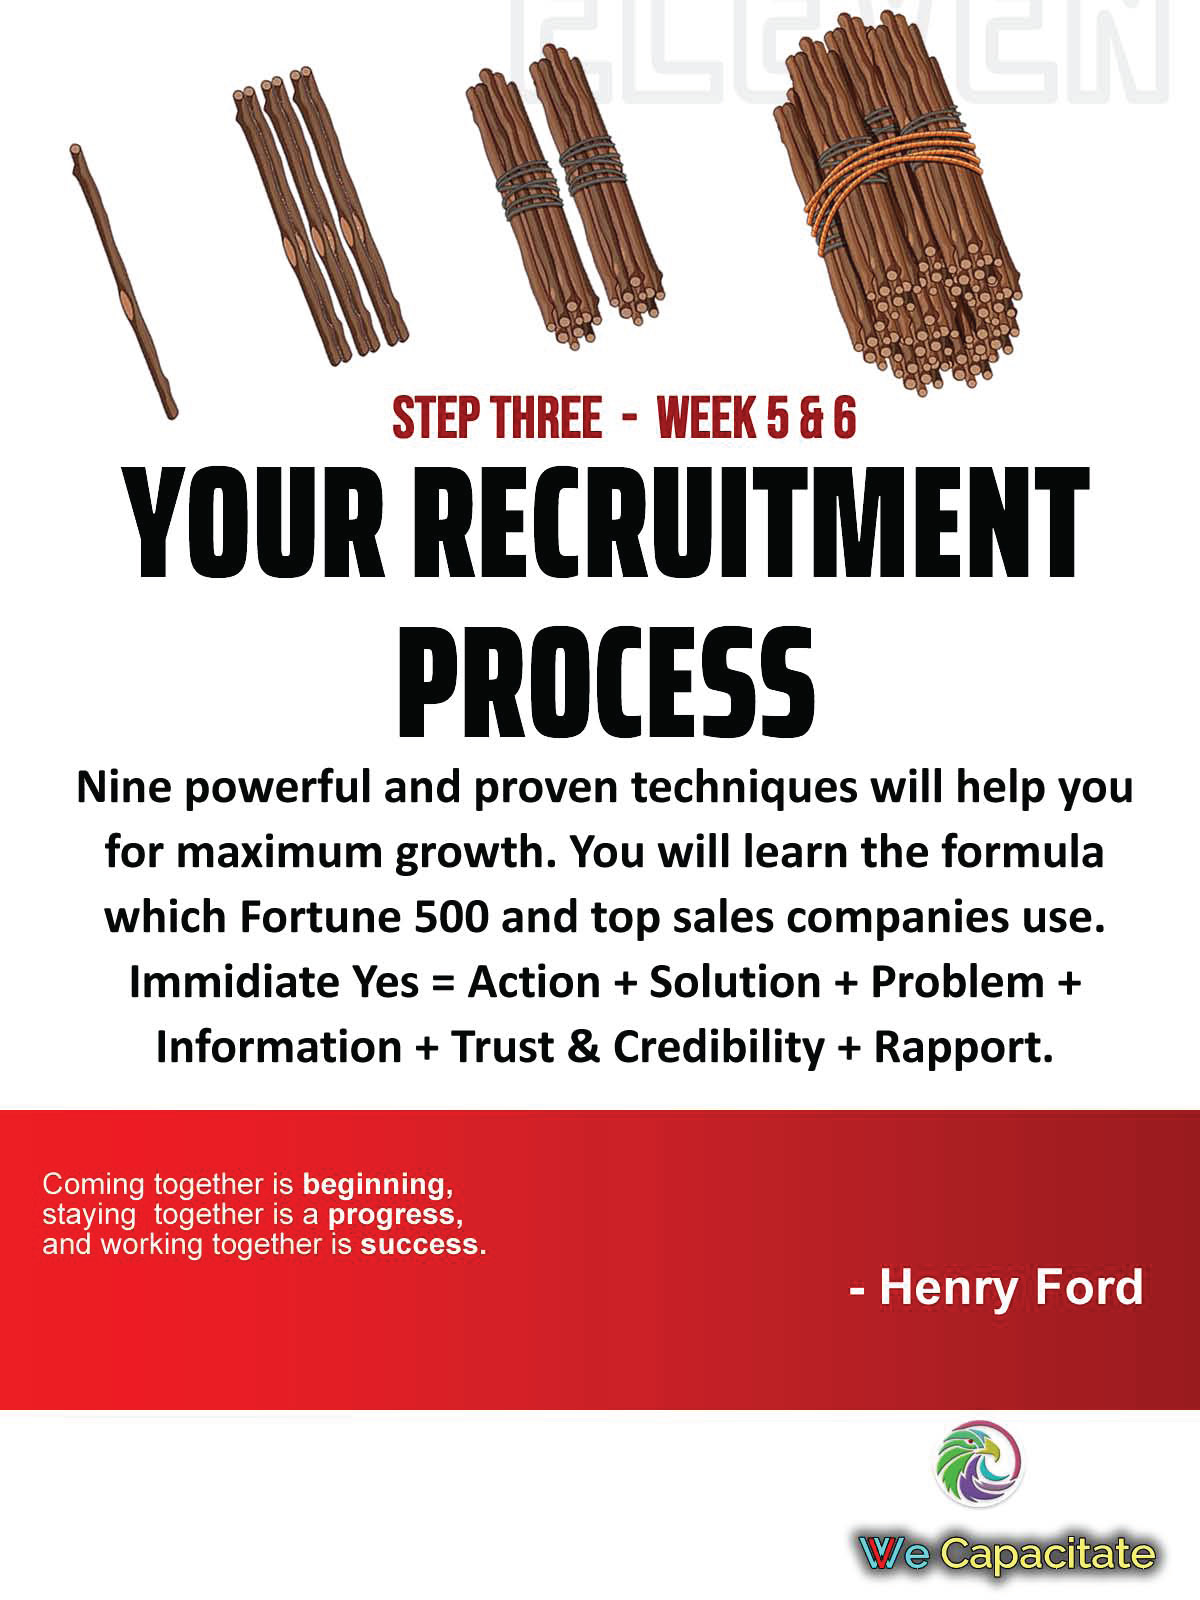 ELEVEN
STEP THREE - WEEK 5 & 6
YOUR RECRUITMENT
PROCESS
Nine powerful and proven techniques will help you
for maximum growth. You will learn the formula
which Fortune 500 and top sales companies use.
Immidiate Yes = Action + Solution + Problem +
Information + Trust & Credibility + Rapport.
Coming together is beginning,
staying together is a progress,
and working together is success.
- Henry Ford
We Capacitate